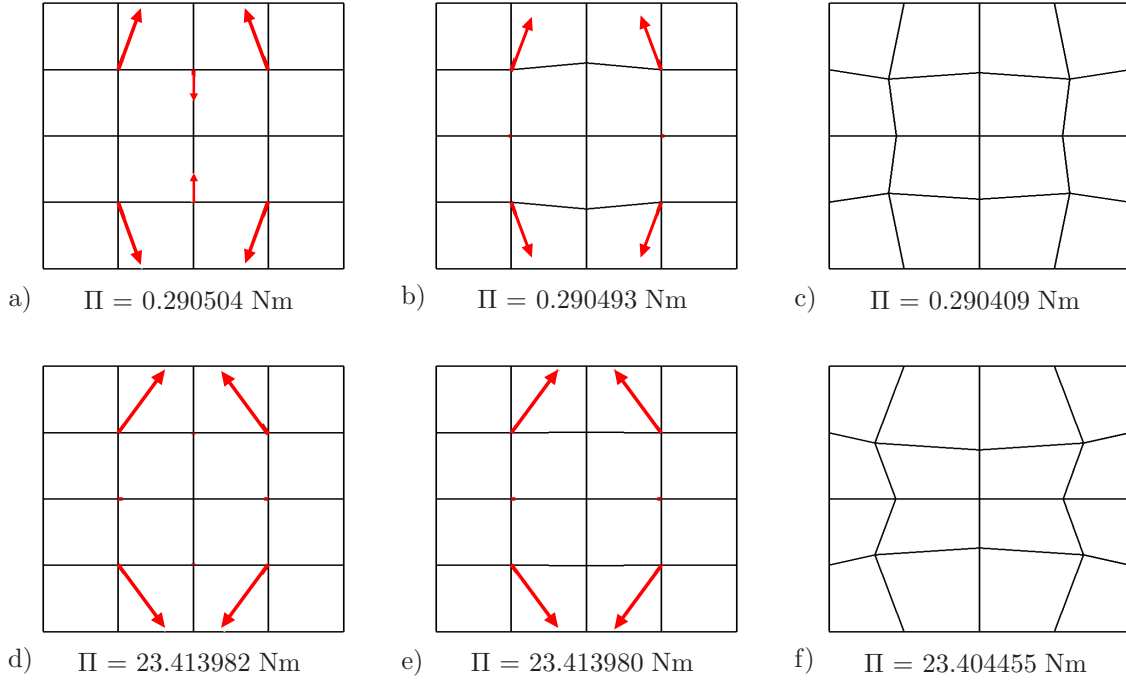 a) Π = 0.290504 Nm
b) Π = 0.290493 Nm
c) Π = 0.290409 Nm
d) Π = 23.413982 Nm
e) Π = 23.413980 Nm
f) Π = 23.404455 Nm